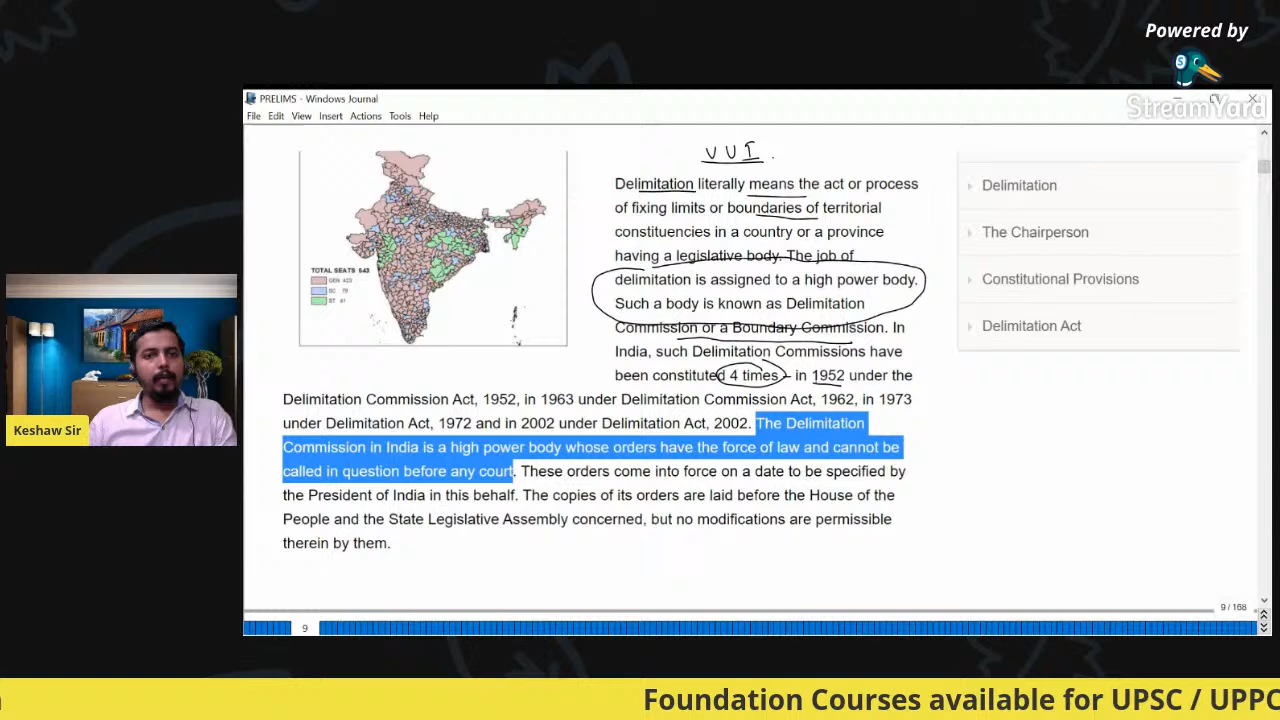 Powered by
StreamYard
PRELIMS - Windows Journal
File Edit View Insert Actions Tools Help
V V I
Delimitation literally means the act or process
of fixing limits or boundaries of territorial
constituencies in a country or a province
having a legislative body. The job of
delimitation is assigned to a high power body.
Such a body is known as Delimitation
Commission or a Boundary Commission. In
India, such Delimitation Commissions have
been constituted 4 times – in 1952 under the
Delimitation Commission Act, 1952, in 1963 under Delimitation Commission Act, 1962, in 1973
under Delimitation Act, 1972 and in 2002 under Delimitation Act, 2002. The Delimitation
Commission in India is a high power body whose orders have the force of law and cannot be
called in question before any court. These orders come into force on a date to be specified by
the President of India in this behalf. The copies of its orders are laid before the House of the
People and the State Legislative Assembly concerned, but no modifications are permissible
therein by them.
TOTAL SEATS 543
GEN 423
SC 79
ST 41
Delimitation
The Chairperson
Constitutional Provisions
Delimitation Act
Keshaw Sir
9 / 168
9
Foundation Courses available for UPSC / UPPC